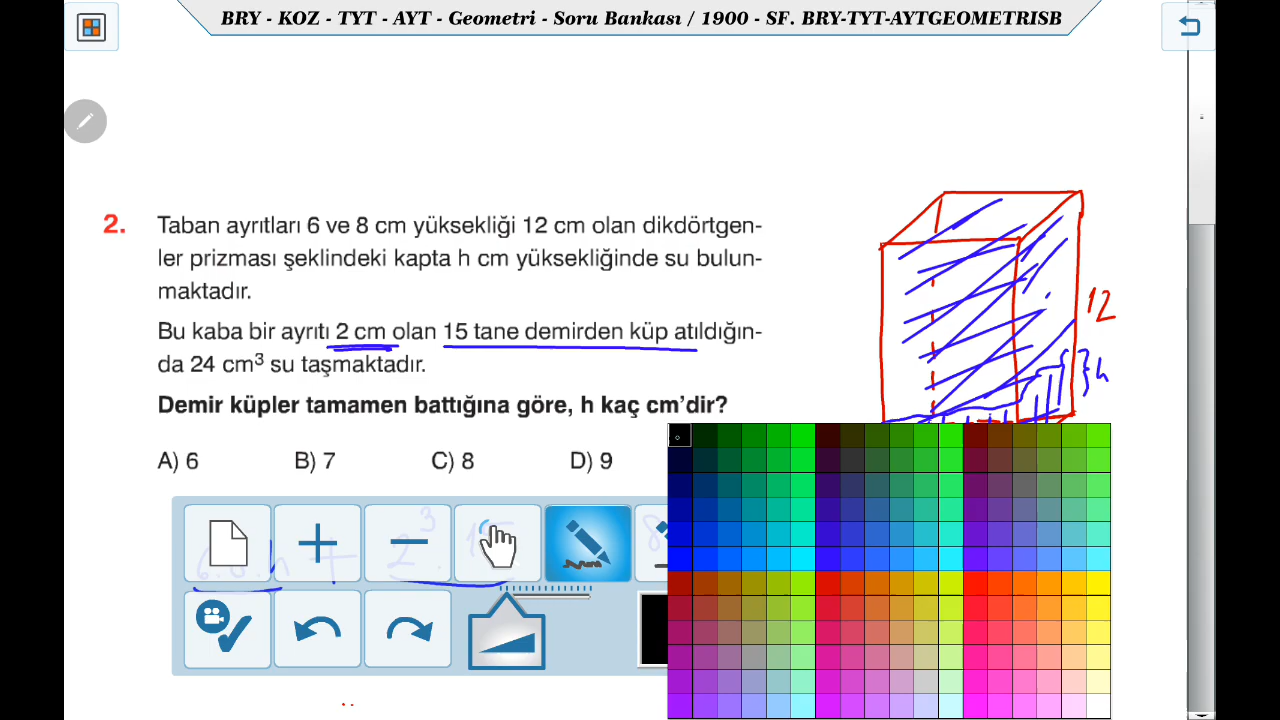 BRY - KOZ - TYT - AYT - Geometri - Soru Bankası / 1900 - SF. BRY-TYT-AYTGEOMETRISB
2. Taban ayrıtları 6 ve 8 cm yüksekliği 12 cm olan dikdörtgen-
ler prizması şeklindeki kapta h cm yüksekliğinde su bulun-
maktadır.
Bu kaba bir ayrıtı 2 cm olan 15 tane demirden küp atıldığın-
da 24 cm³ su taşmaktadır.
Demir küpler tamamen battığına göre, h kaç cm'dir?
A) 6 B) 7 C) 8 D) 9
12
h